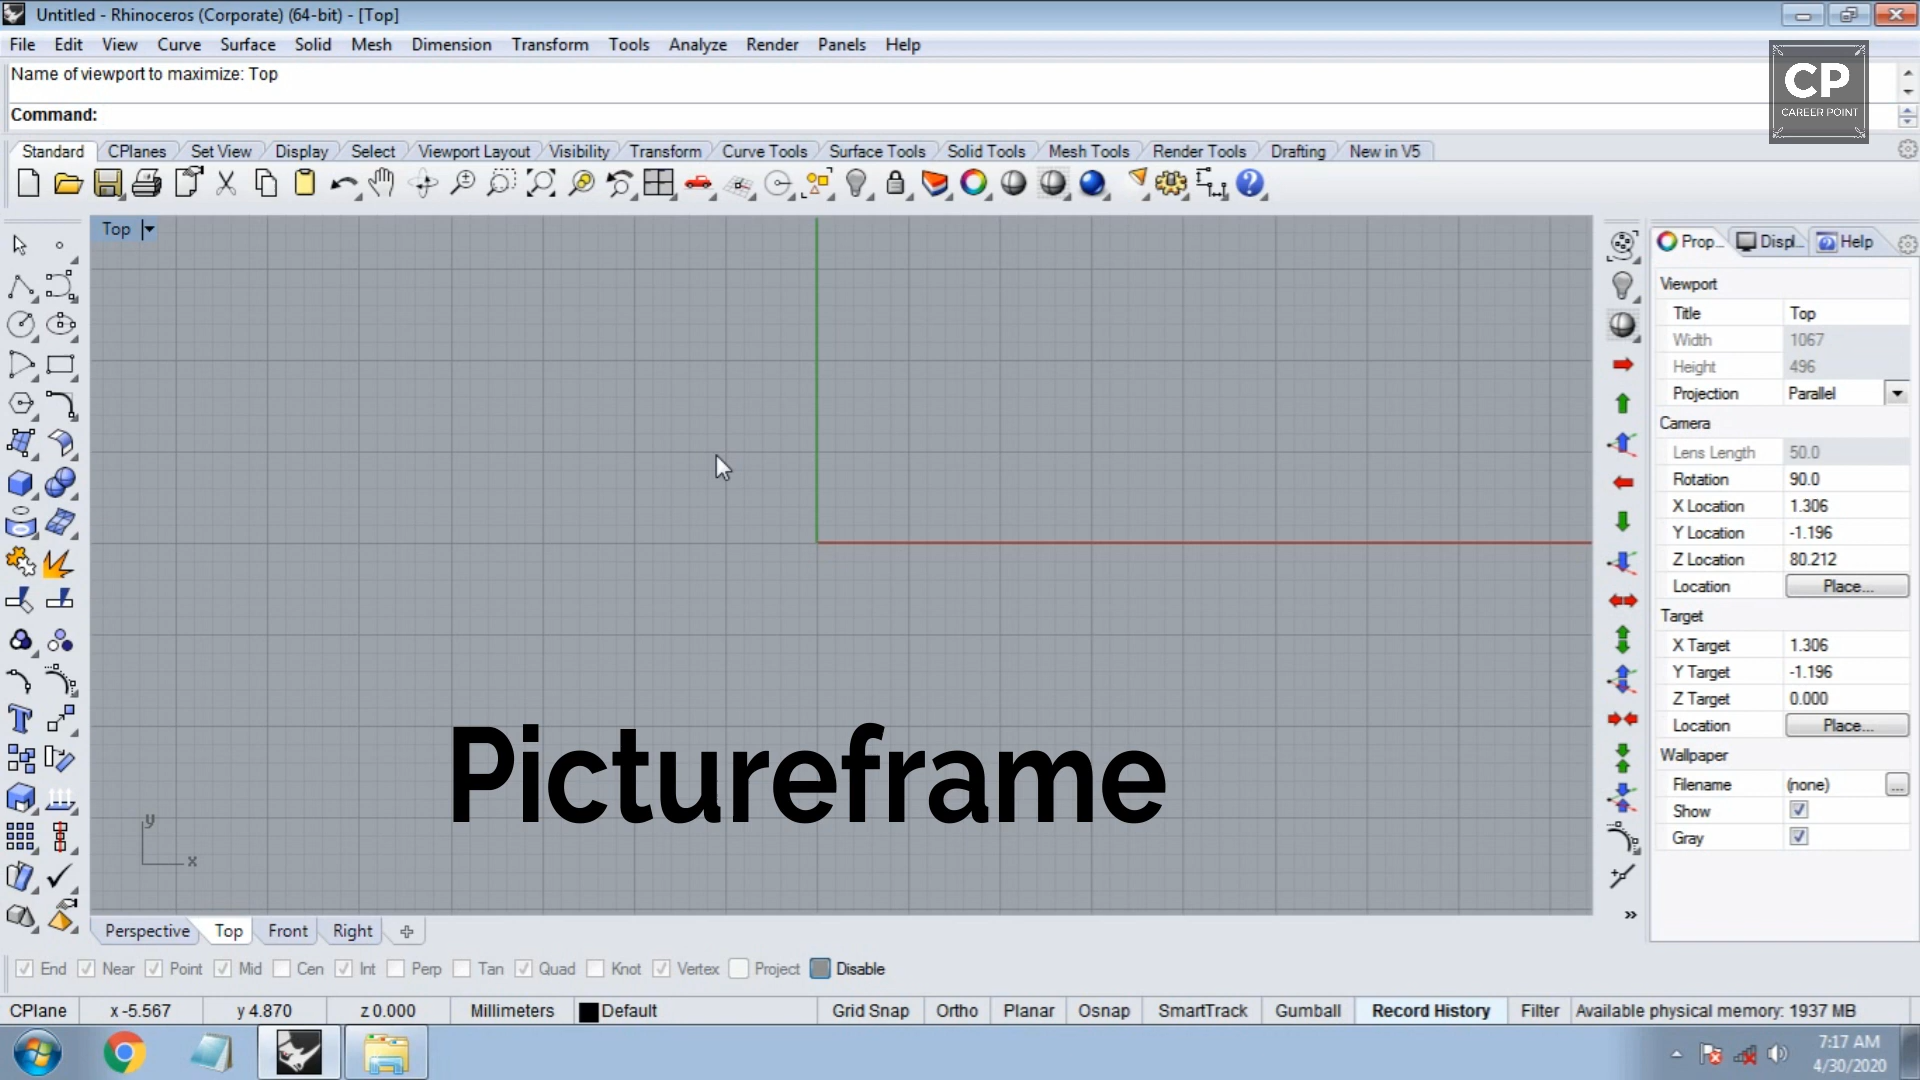 Untitled - Rhinoceros (Corporate) (64-bit) - [Top]
File Edit View Curve Surface Solid Mesh Dimension Transform Tools Analyze Render Panels Help
Name of viewport to maximize: Top
Command:
CP
CAREER POINT
Standard CPlanes Set View Display Select Viewport Layout Visibility Transform Curve Tools Surface Tools Solid Tools Mesh Tools Render Tools Drafting New in V5
Top
Prop... Displ... Help
Viewport
Title Top
Width 1067
Height 496
Projection Parallel
Camera
Lens Length 50.0
Rotation 90.0
X Location 1.306
Y Location -1.196
Z Location 80.212
Location Place...
Target
X Target 1.306
Y Target -1.196
Z Target 0.000
Location Place...
Wallpaper
Filename (none) ...
Show
Gray
Pictureframe
y
x
Perspective Top Front Right
End Near Point Mid Cen Int Perp Tan Quad Knot Vertex Project Disable
CPlane x -5.567 y 4.870 z 0.000 Millimeters Default Grid Snap Ortho Planar Osnap SmartTrack Gumball Record History Filter Available physical memory: 1937 MB
7:17 AM
4/30/2020